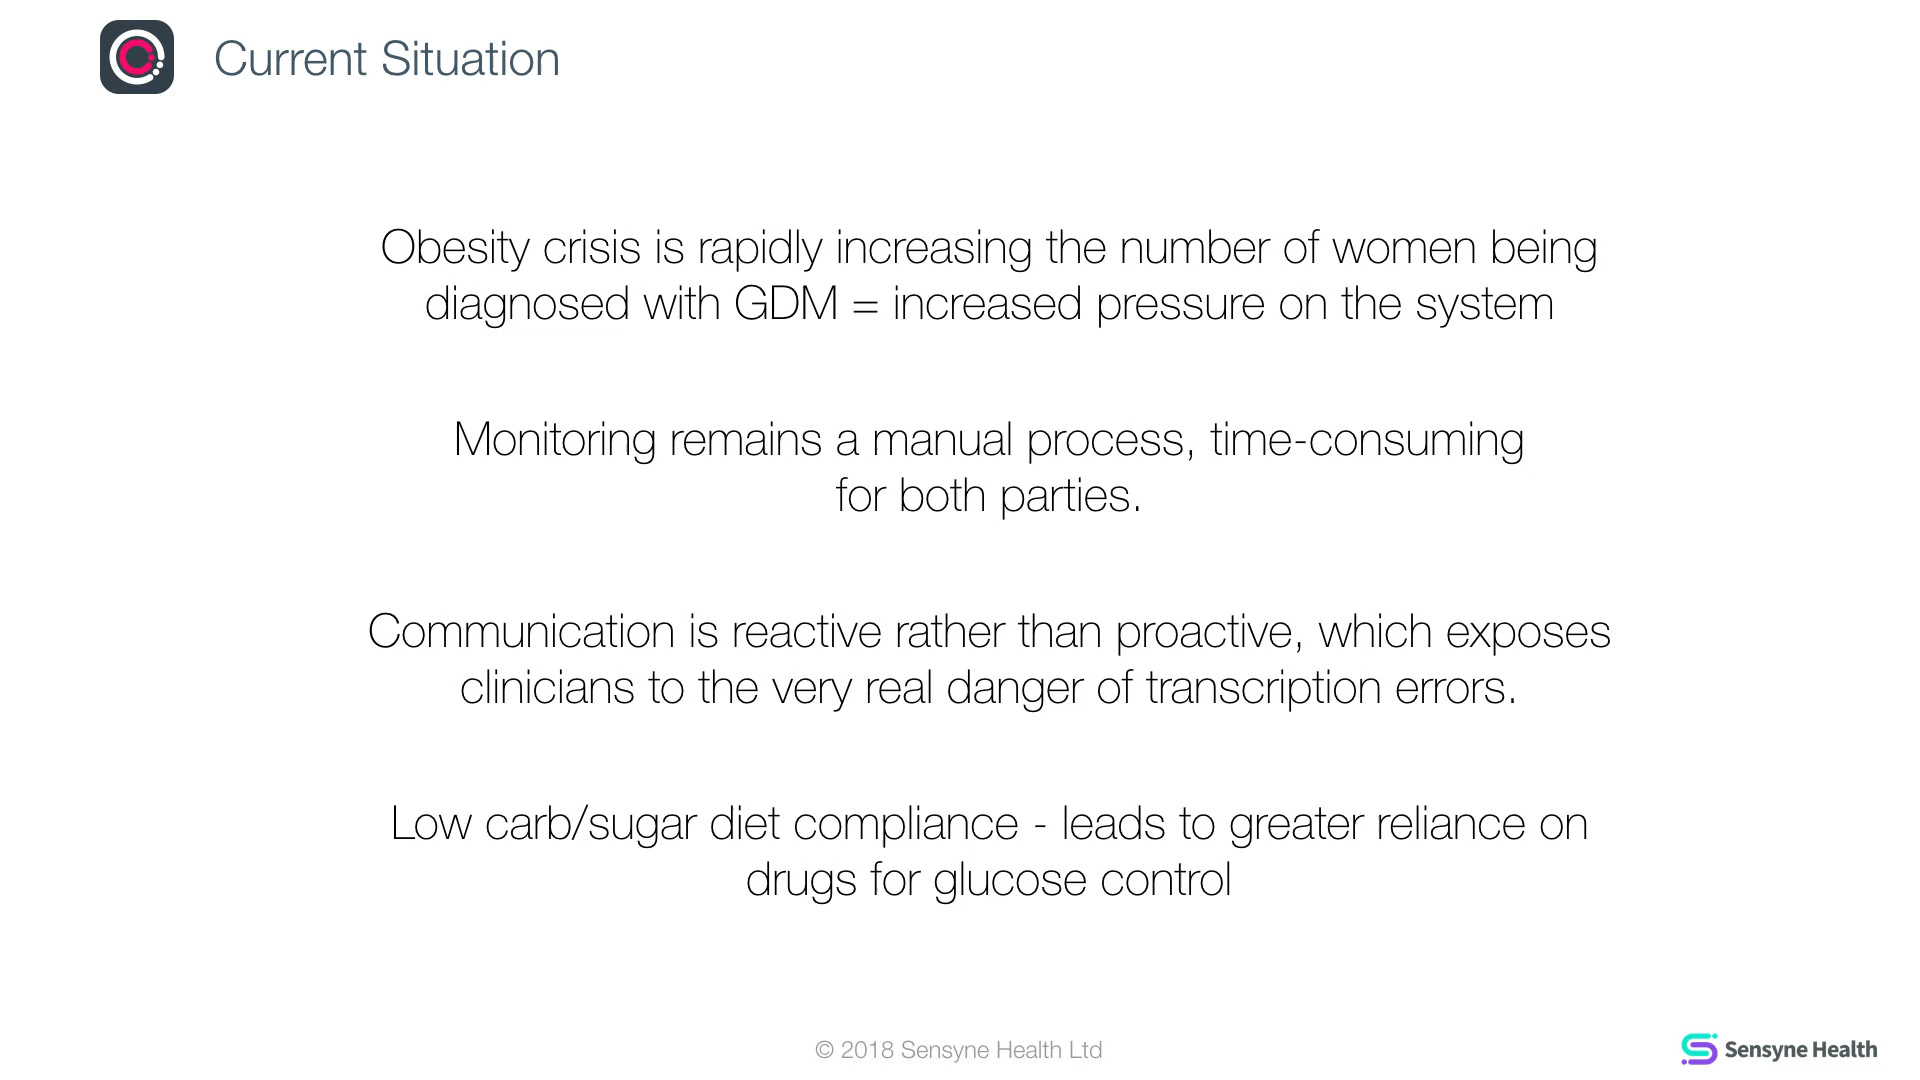 Current Situation
Obesity crisis is rapidly increasing the number of women being
diagnosed with GDM = increased pressure on the system
Monitoring remains a manual process, time-consuming
for both parties.
Communication is reactive rather than proactive, which exposes
clinicians to the very real danger of transcription errors.
Low carb/sugar diet compliance - leads to greater reliance on
drugs for glucose control
© 2018 Sensyne Health Ltd
Sensyne Health